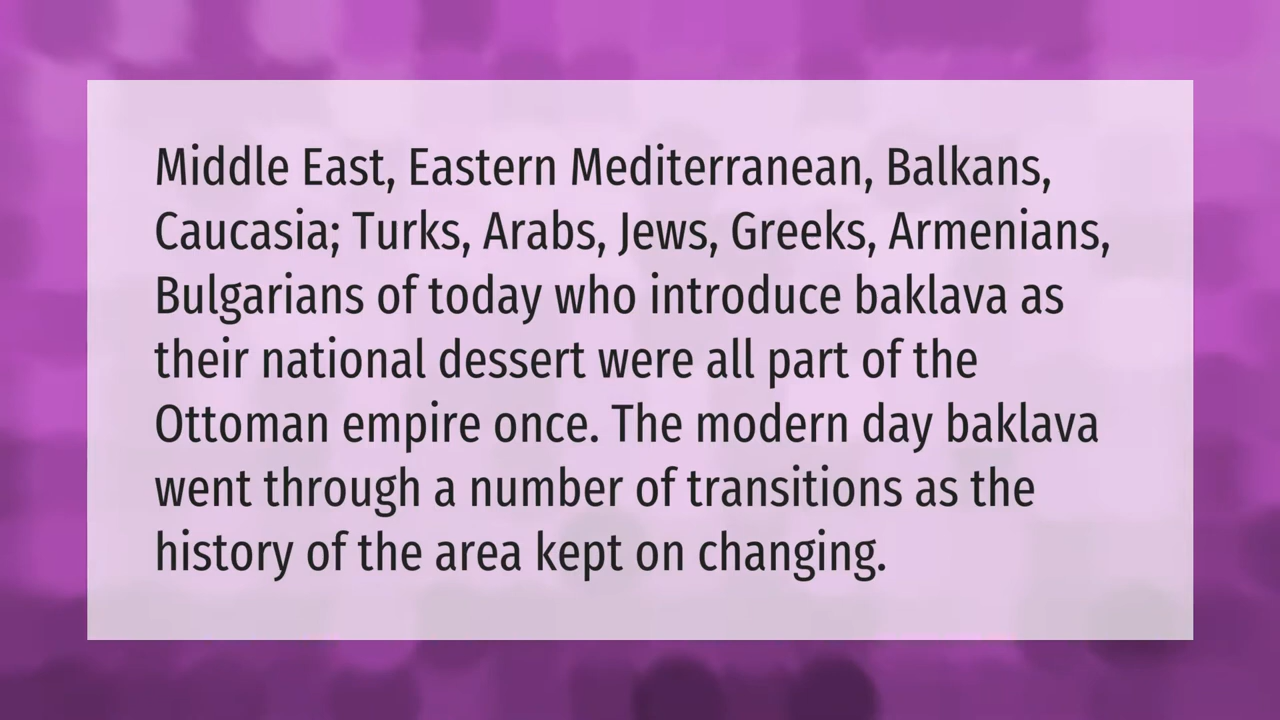 Middle East, Eastern Mediterranean, Balkans,
Caucasia; Turks, Arabs, Jews, Greeks, Armenians,
Bulgarians of today who introduce baklava as
their national dessert were all part of the
Ottoman empire once. The modern day baklava
went through a number of transitions as the
history of the area kept on changing.